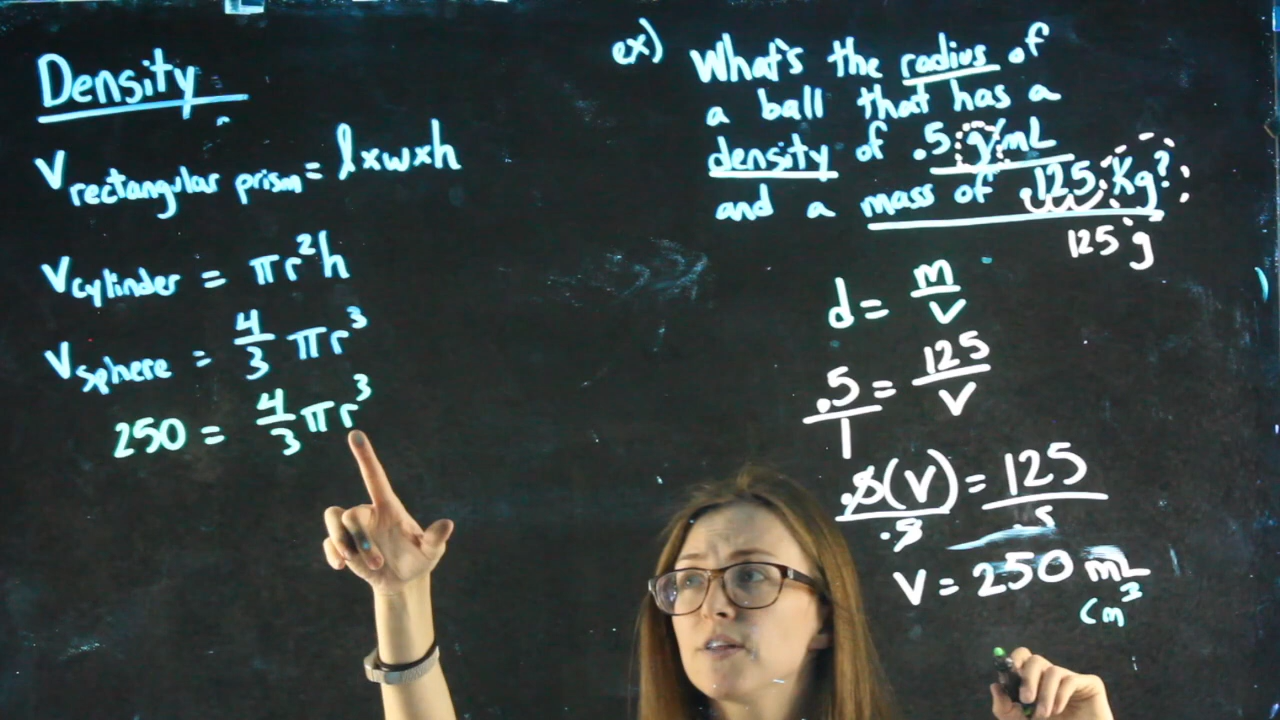 Density
V rectangular prism = l x w x h
V cylinder = πr²h
V sphere = 4/3 πr³
250 = 4/3 πr³
ex) What's the radius of
a ball that has a
density of .5 g/mL
and a mass of .125 Kg?
125 g
d = m/V
.5/1 = 125/V
.5(V)/.5 = 125/.5
V = 250 mL
cm³